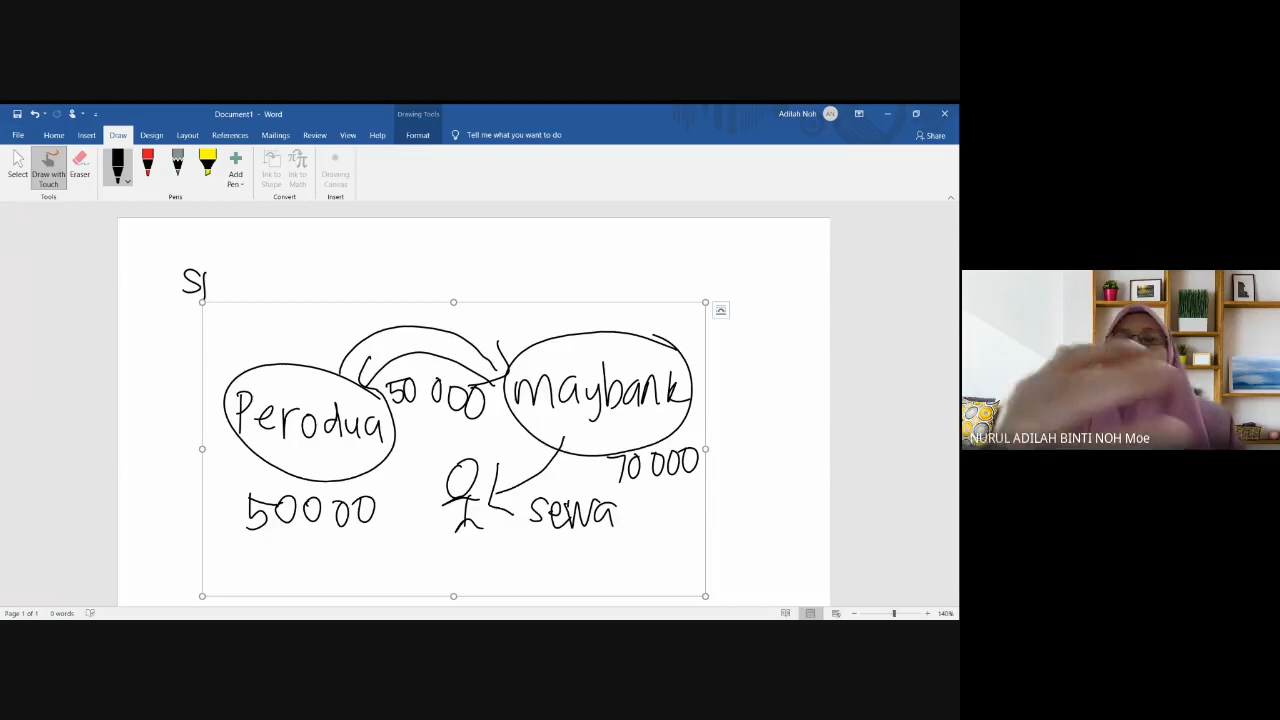 Document1 - Word
Drawing Tools
Adilah Noh
AN
File
Home
Insert
Draw
Design
Layout
References
Mailings
Review
View
Help
Format
Tell me what you want to do
Share
Select
Draw with
Touch
Eraser
Add
Pen
Ink to
Shape
Ink to
Math
Drawing
Canvas
Tools
Pens
Convert
Insert
Perodua
50 000
maybank
70 000
50000
sewa
NURUL ADILAH BINTI NOH Moe
Page 1 of 1
0 words
140%